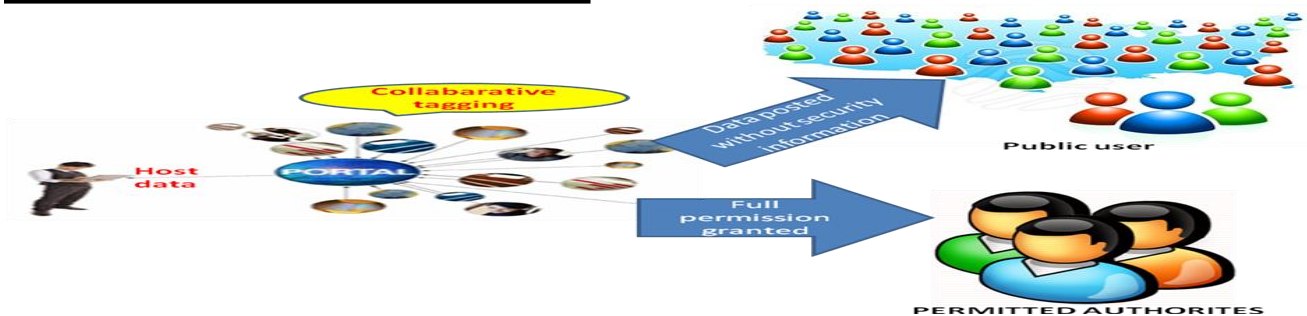 Collabarative
tagging
Host
data
PORTAL
Data posted
without security
information
Public user
Full
permission
granted
PERMITTED AUTHORITES